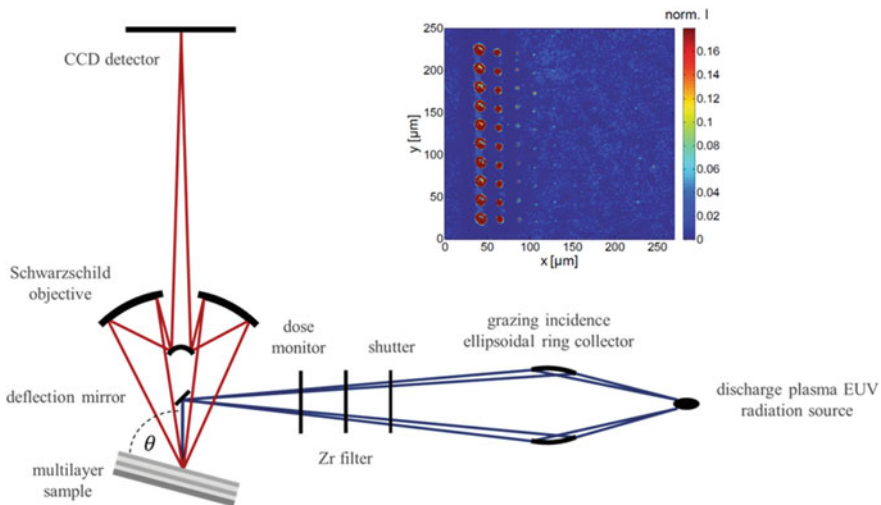 CCD detector
Schwarzschild
objective
deflection mirror
θ
multilayer
sample
dose
monitor
Zr filter
shutter
grazing incidence
ellipsoidal ring collector
discharge plasma EUV
radiation source
norm. I
y [µm]
250
200
150
100
50
0
0 50 100 150 200 250
x [µm]
0.16
0.14
0.12
0.1
0.08
0.06
0.04
0.02
0